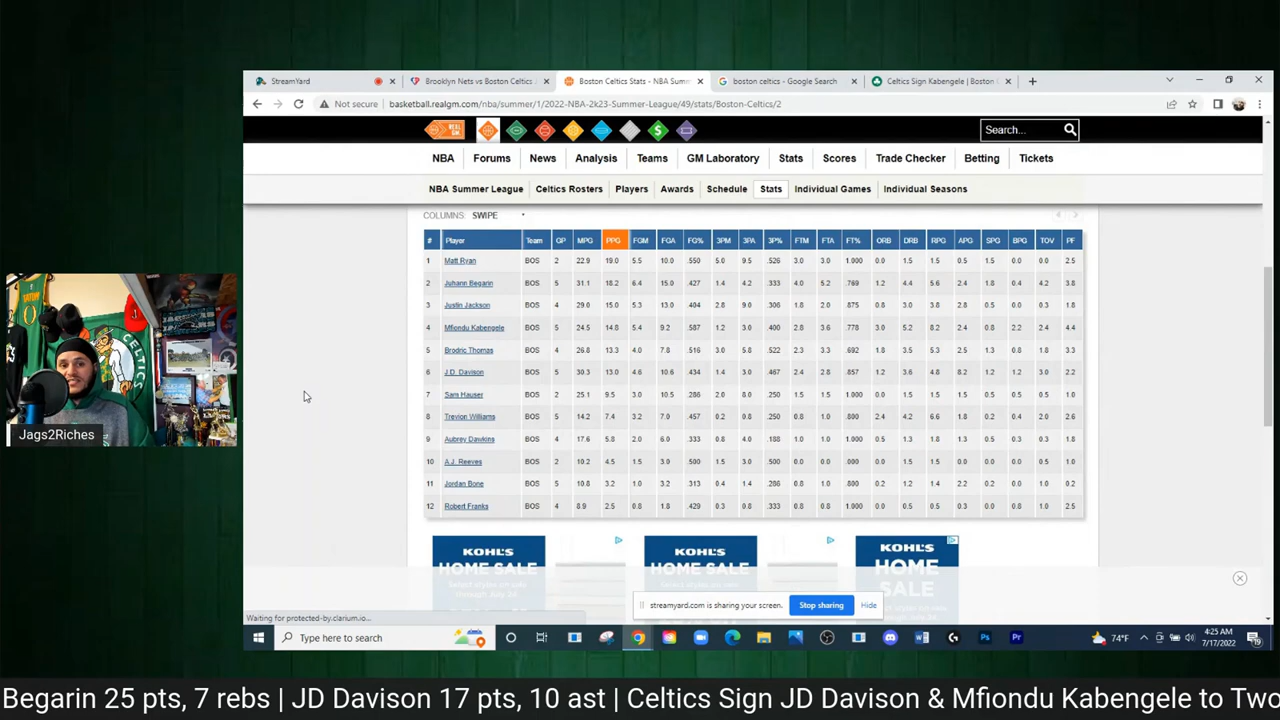 StreamYard
Brooklyn Nets vs Boston Celtics
Boston Celtics Stats - NBA Summ
boston celtics - Google Search
Celtics Sign Kabengele | Boston
Not secure basketball.realgm.com/nba/summer/1/2022-NBA-2k23-Summer-League/49/stats/Boston-Celtics/2
REAL GM
Search...
NBA Forums News Analysis Teams GM Laboratory Stats Scores Trade Checker Betting Tickets
NBA Summer League Celtics Rosters Players Awards Schedule Stats Individual Games Individual Seasons
COLUMNS: SWIPE
# Player Team GP MPG PPG FGM FGA FG% 3PM 3PA 3P% FTM FTA FT% ORB DRB RPG APG SPG BPG TOV PF
1 Matt Ryan BOS 2 22.9 19.0 5.5 10.0 .550 5.0 9.5 .526 3.0 3.0 1.000 0.0 1.5 1.5 0.5 1.5 0.0 0.0 2.5
2 Juhann Begarin BOS 5 31.1 18.2 6.4 15.0 .427 1.4 4.2 .333 4.0 5.2 .769 1.2 4.4 5.6 2.4 1.8 0.4 4.2 3.8
3 Justin Jackson BOS 4 29.0 15.0 5.3 13.0 .404 2.8 9.0 .306 1.8 2.0 .875 0.8 3.0 3.8 2.8 0.5 0.0 0.3 1.8
4 Mfiondu Kabengele BOS 5 24.5 14.8 5.4 9.2 .587 1.2 3.0 .400 2.8 3.6 .778 3.0 5.2 8.2 2.4 0.8 2.2 2.4 4.4
5 Brodric Thomas BOS 4 26.8 13.3 4.0 7.8 .516 3.0 5.8 .522 2.3 3.3 .692 1.8 3.5 5.3 2.5 1.3 0.8 1.8 3.3
6 J.D. Davison BOS 5 30.3 13.0 4.6 10.6 .434 1.4 3.0 .467 2.4 2.8 .857 1.2 3.6 4.8 8.2 1.2 1.2 3.0 2.2
7 Sam Hauser BOS 2 25.1 9.5 3.0 10.5 .286 2.0 8.0 .250 1.5 1.5 1.000 0.5 1.5 2.0 1.5 0.5 0.5 0.0 1.0
8 Trevion Williams BOS 5 14.2 7.4 3.2 7.0 .457 0.2 0.8 .250 0.8 1.0 .800 2.4 4.2 6.6 1.8 0.2 0.4 2.0 2.6
9 Aubrey Dawkins BOS 4 17.6 5.8 2.0 6.0 .333 0.8 4.0 .188 1.0 1.0 1.000 0.5 1.3 1.8 1.3 0.5 0.3 0.3 1.8
10 A.J. Reeves BOS 2 10.2 4.5 1.5 3.0 .500 1.5 3.0 .500 0.0 0.0 .000 0.0 1.5 1.5 0.0 0.0 0.0 0.5 1.0
11 Jordan Bone BOS 5 10.8 3.2 1.0 3.2 .313 0.4 1.4 .286 0.8 1.0 .800 0.2 1.2 1.4 2.2 0.2 0.0 1.0 0.2
12 Robert Franks BOS 4 8.9 2.5 0.8 1.8 .429 0.3 0.8 .333 0.8 0.8 1.000 0.0 0.5 0.5 0.3 0.0 0.8 1.0 2.5
KOHL'S
HOME SALE
KOHL'S
HOME SALE
KOHL'S
HOME
SALE
CELTICS
Jags2Riches
streamyard.com is sharing your screen. Stop sharing Hide
Waiting for protected-by.clarium.io...
Type here to search
74°F
4:25 AM
7/17/2022
Begarin 25 pts, 7 rebs | JD Davison 17 pts, 10 ast | Celtics Sign JD Davison & Mfiondu Kabengele to Two